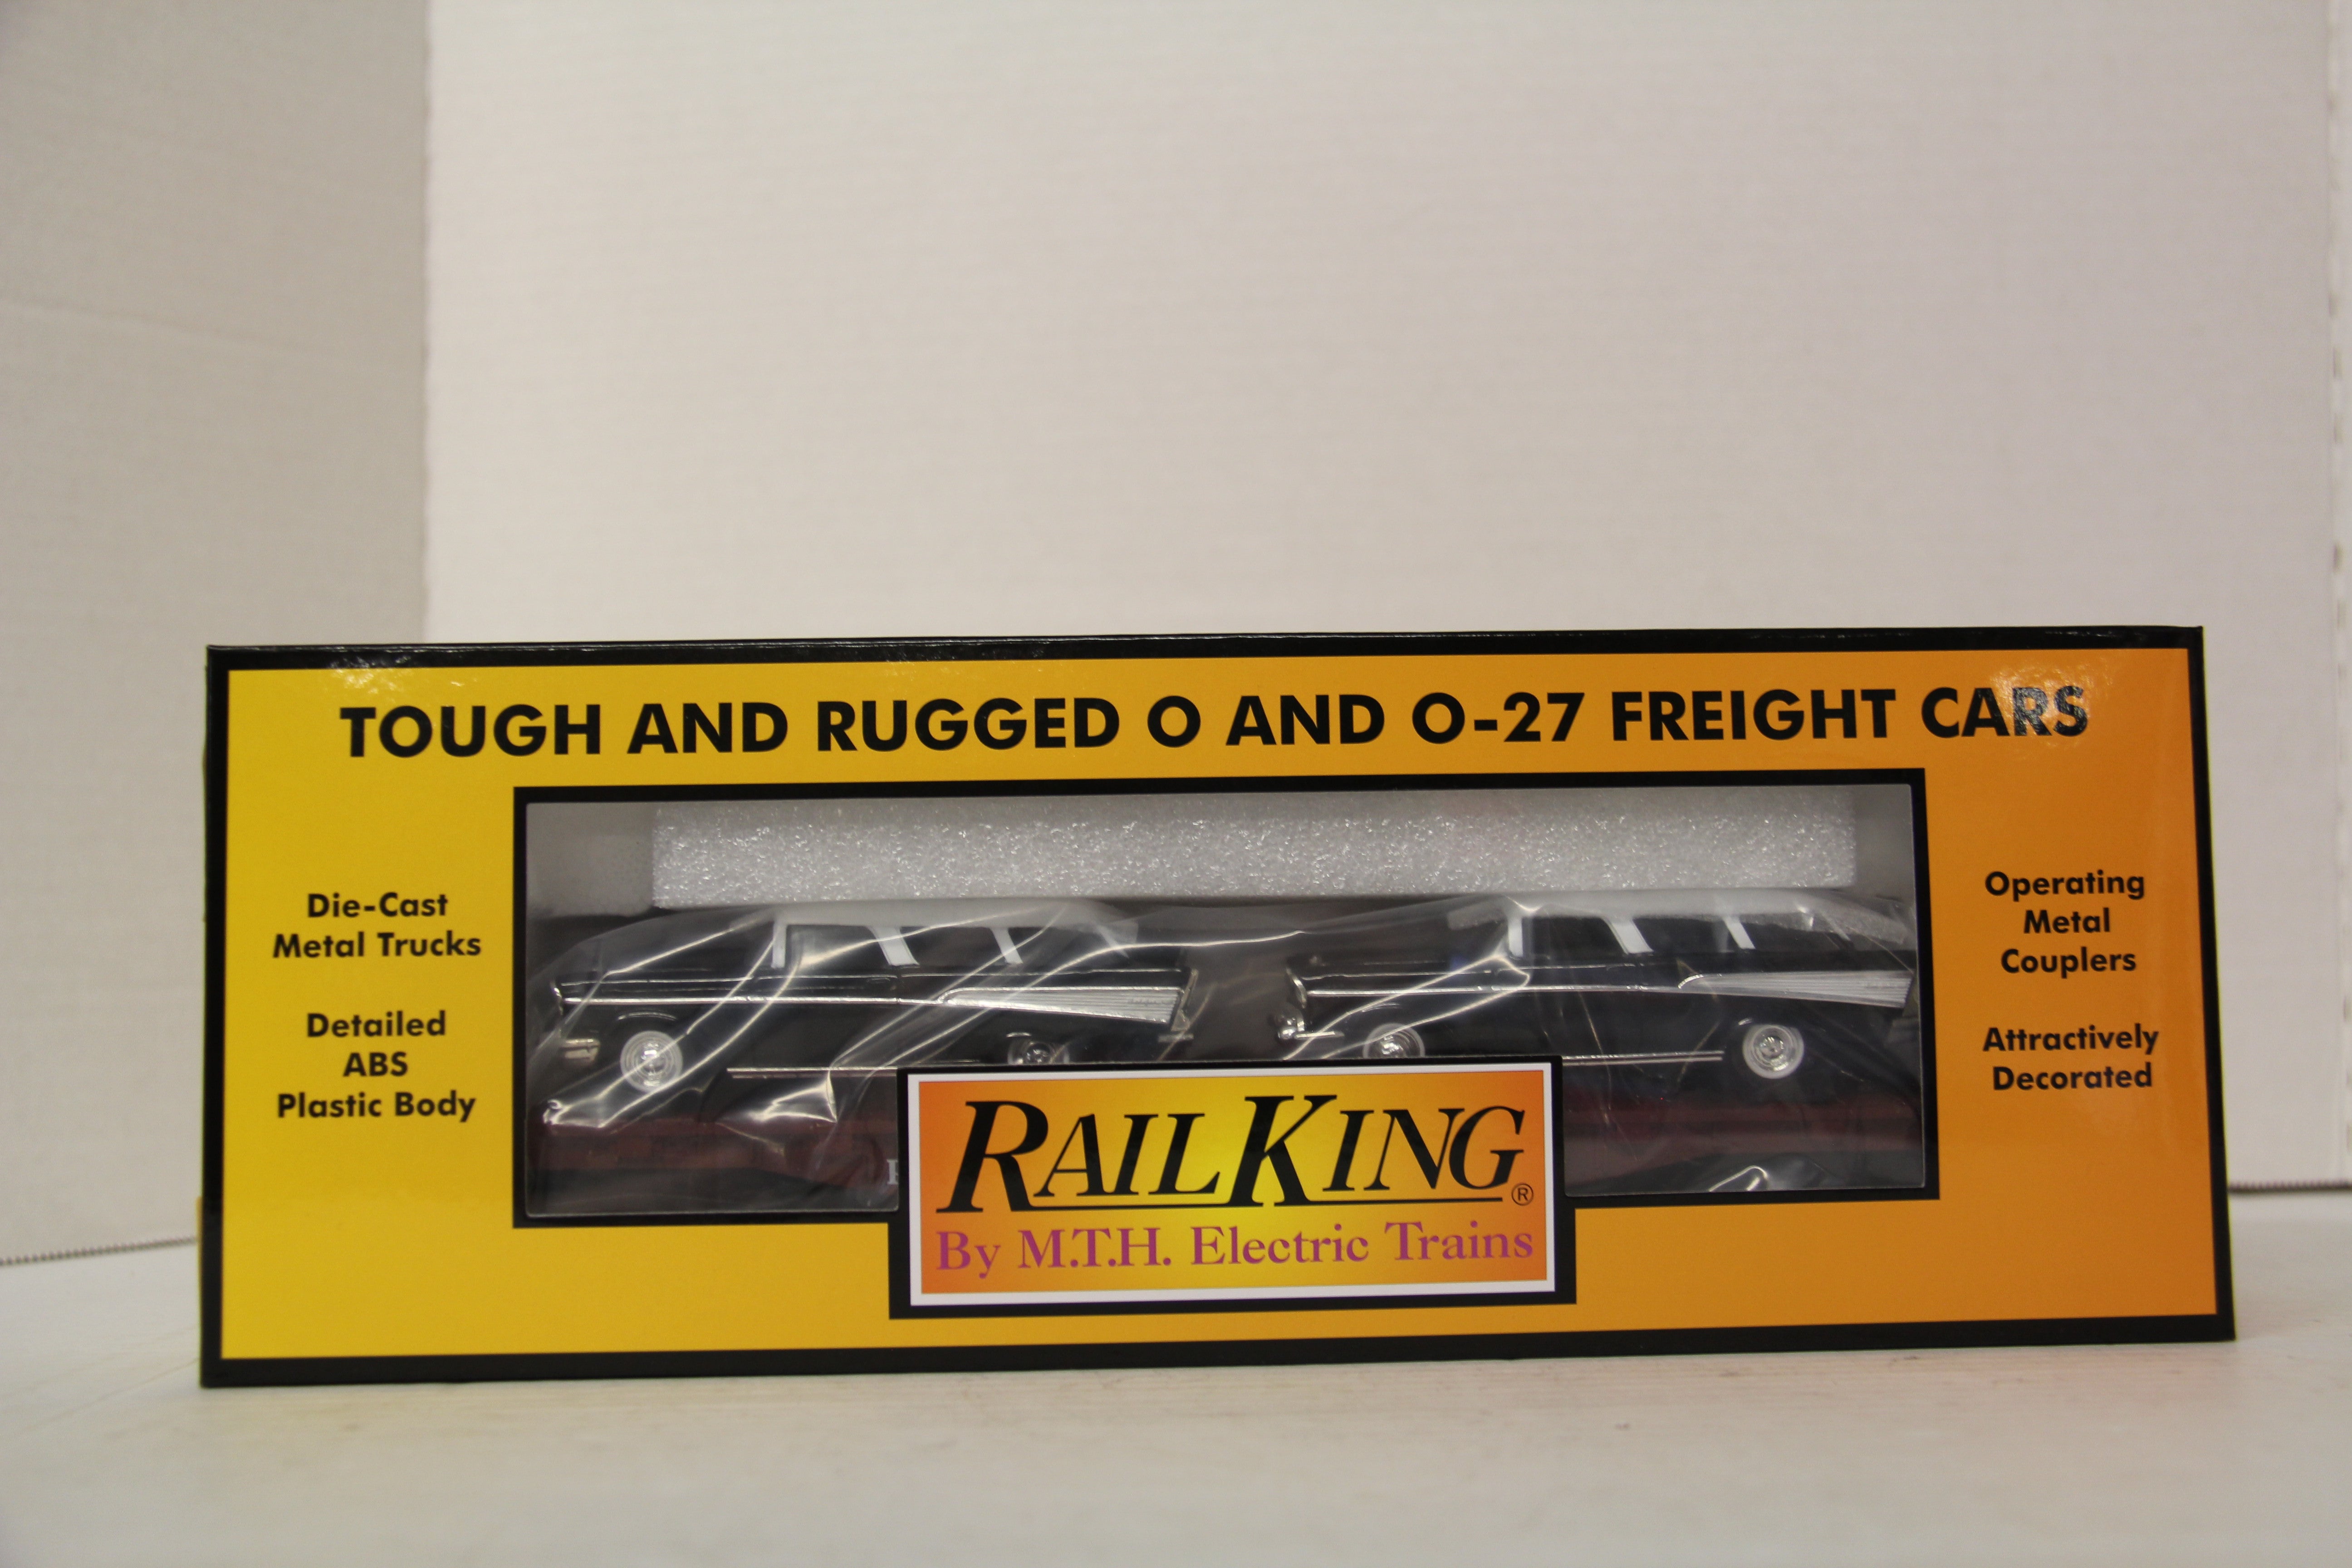 TOUGH AND RUGGED O AND O-27 FREIGHT CARS
Die-Cast
Metal Trucks
Detailed
ABS
Plastic Body
Operating
Metal
Couplers
Attractively
Decorated
RAILKING®
By M.T.H. Electric Trains